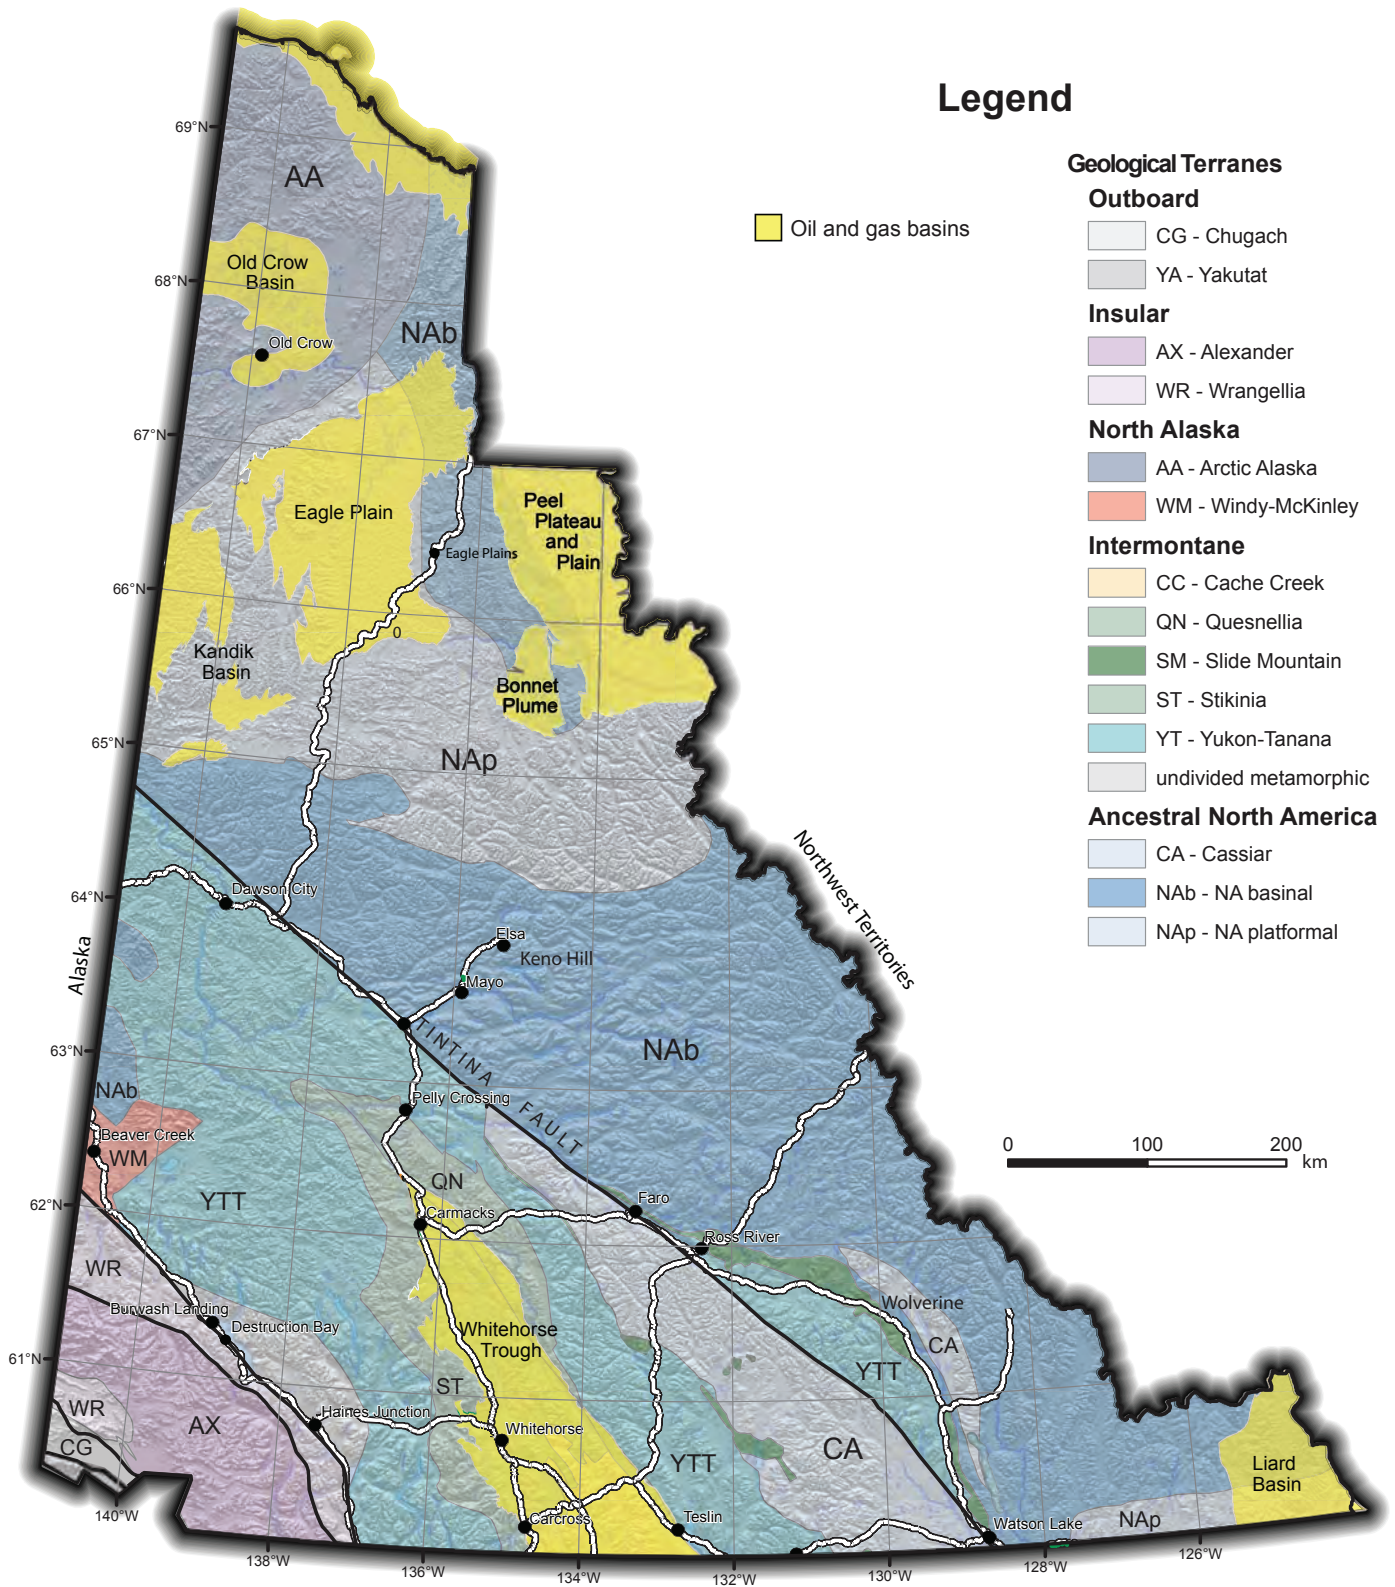 Legend
Oil and gas basins
Geological Terranes
Outboard
CG - Chugach
YA - Yakutat
Insular
AX - Alexander
WR - Wrangellia
North Alaska
AA - Arctic Alaska
WM - Windy-McKinley
Intermontane
CC - Cache Creek
QN - Quesnellia
SM - Slide Mountain
ST - Stikinia
YT - Yukon-Tanana
undivided metamorphic
Ancestral North America
CA - Cassiar
NAb - NA basinal
NAp - NA platformal
69°N
AA
Old Crow
Basin
68°N
NAb
Old Crow
67°N
Eagle Plain
Peel
Plateau
and
Plain
Eagle Plains
66°N
0
Kandik
Basin
Bonnet
Plume
65°N
NAp
Northwest Territories
64°N
Dawson City
Alaska
Elsa
Keno Hill
Mayo
TINTINA FAULT
63°N
NAb
NAb
Pelly Crossing
Beaver Creek
WM
0 100 200
km
QN
YTT
62°N
Faro
Carmacks
Ross River
WR
Wolverine
Burwash Landing
Destruction Bay
Whitehorse
Trough
CA
61°N
YTT
ST
WR
AX
Haines Junction
Whitehorse
CG
CA
YTT
Liard
Basin
140°W
Carcross
Teslin
Watson Lake
NAp
138°W
136°W
134°W
132°W
130°W
128°W
126°W